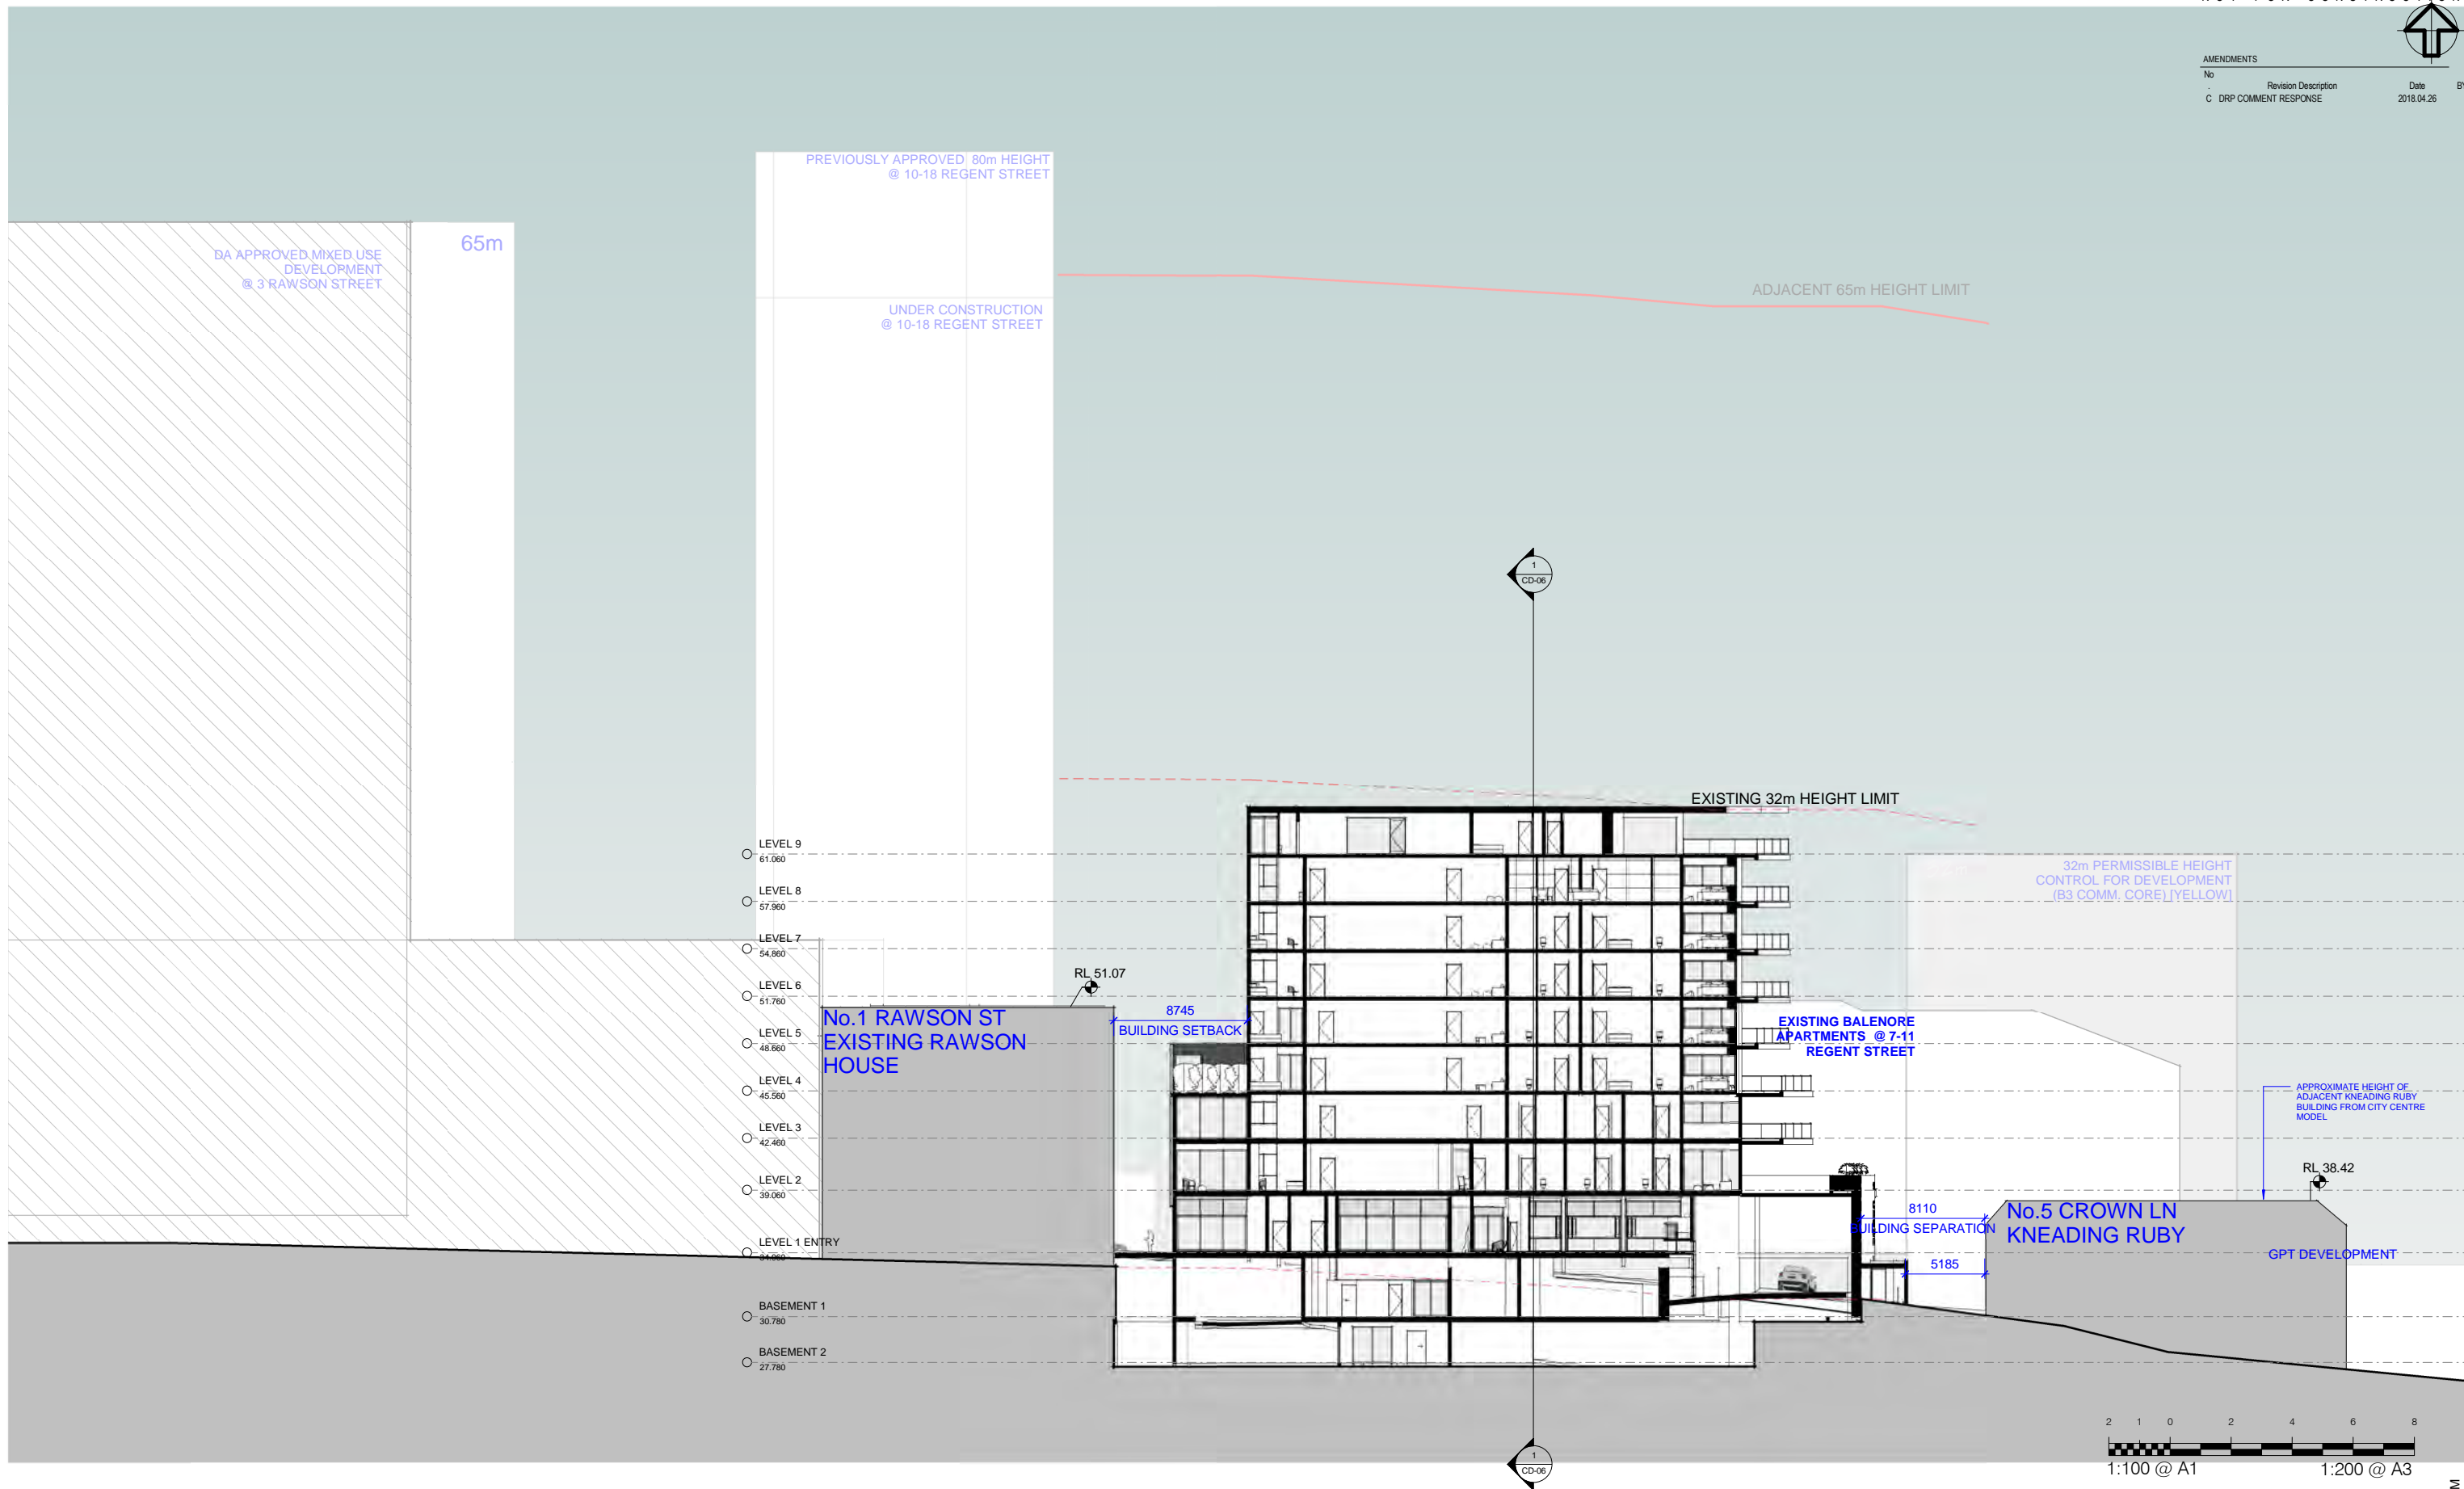 NOT FOR CONSTRUCTION
AMENDMENTS
No
. Revision Description Date BY
C DRP COMMENT RESPONSE 2018.04.26
PREVIOUSLY APPROVED 80m HEIGHT
@ 10-18 REGENT STREET
65m
DA APPROVED MIXED USE
DEVELOPMENT
@ 3 RAWSON STREET
UNDER CONSTRUCTION
@ 10-18 REGENT STREET
ADJACENT 65m HEIGHT LIMIT
1
CD-06
EXISTING 32m HEIGHT LIMIT
LEVEL 9
61.060
32m PERMISSIBLE HEIGHT
CONTROL FOR DEVELOPMENT
(B3 COMM. CORE) [YELLOW]
LEVEL 8
57.960
LEVEL 7
54.860
RL 51.07
LEVEL 6
51.760
No.1 RAWSON ST
EXISTING RAWSON
HOUSE
8745
BUILDING SETBACK
EXISTING BALENORE
APARTMENTS @ 7-11
REGENT STREET
LEVEL 5
48.660
LEVEL 4
45.560
APPROXIMATE HEIGHT OF
ADJACENT KNEADING RUBY
BUILDING FROM CITY CENTRE
MODEL
LEVEL 3
42.460
RL 38.42
LEVEL 2
39.060
8110
BUILDING SEPARATION
No.5 CROWN LN
KNEADING RUBY
LEVEL 1 ENTRY
34.960
GPT DEVELOPMENT
5185
BASEMENT 1
30.780
BASEMENT 2
27.780
2 1 0 2 4 6 8
1:100 @ A1 1:200 @ A3
1
CD-06
M